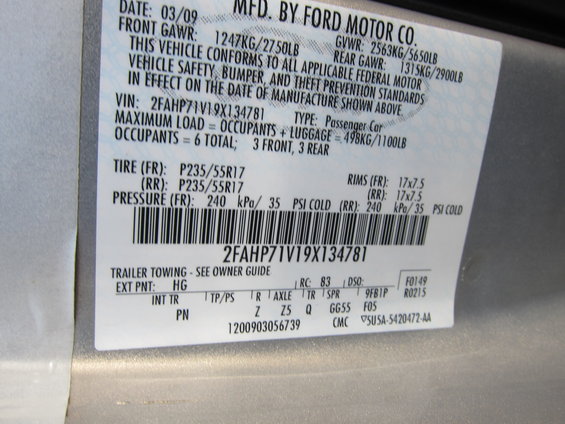 MFD. BY FORD MOTOR CO.
DATE: 03/09
GVWR: 2563KG/5650LB
FRONT GAWR: 1247KG/2750LB
REAR GAWR: 1315KG/2900LB
THIS VEHICLE CONFORMS TO ALL APPLICABLE FEDERAL MOTOR
VEHICLE SAFETY, BUMPER, AND THEFT PREVENTION STANDARDS
IN EFFECT ON THE DATE OF MANUFACTURE SHOWN ABOVE
VIN: 2FAHP71V19X134781 TYPE: Passenger Car
MAXIMUM LOAD = OCCUPANTS + LUGGAGE = 498KG/1100LB
OCCUPANTS = 6 TOTAL; 3 FRONT, 3 REAR
TIRE (FR): P235/55R17 RIMS (FR): 17x7.5
(RR): P235/55R17 (RR): 17x7.5
PRESSURE (FR): 240 kPa/ 35 PSI COLD (RR): 240 kPa/ 35 PSI COLD
2FAHP71V19X134781
TRAILER TOWING - SEE OWNER GUIDE
EXT PNT: HG RC: 83 DSO: F0149
INT TR TP/PS R AXLE TR SPR 9FB1P R0215
PN Z Z5 Q GG55 F05
1200903056739 CMC ▽5U5A-5420472-AA